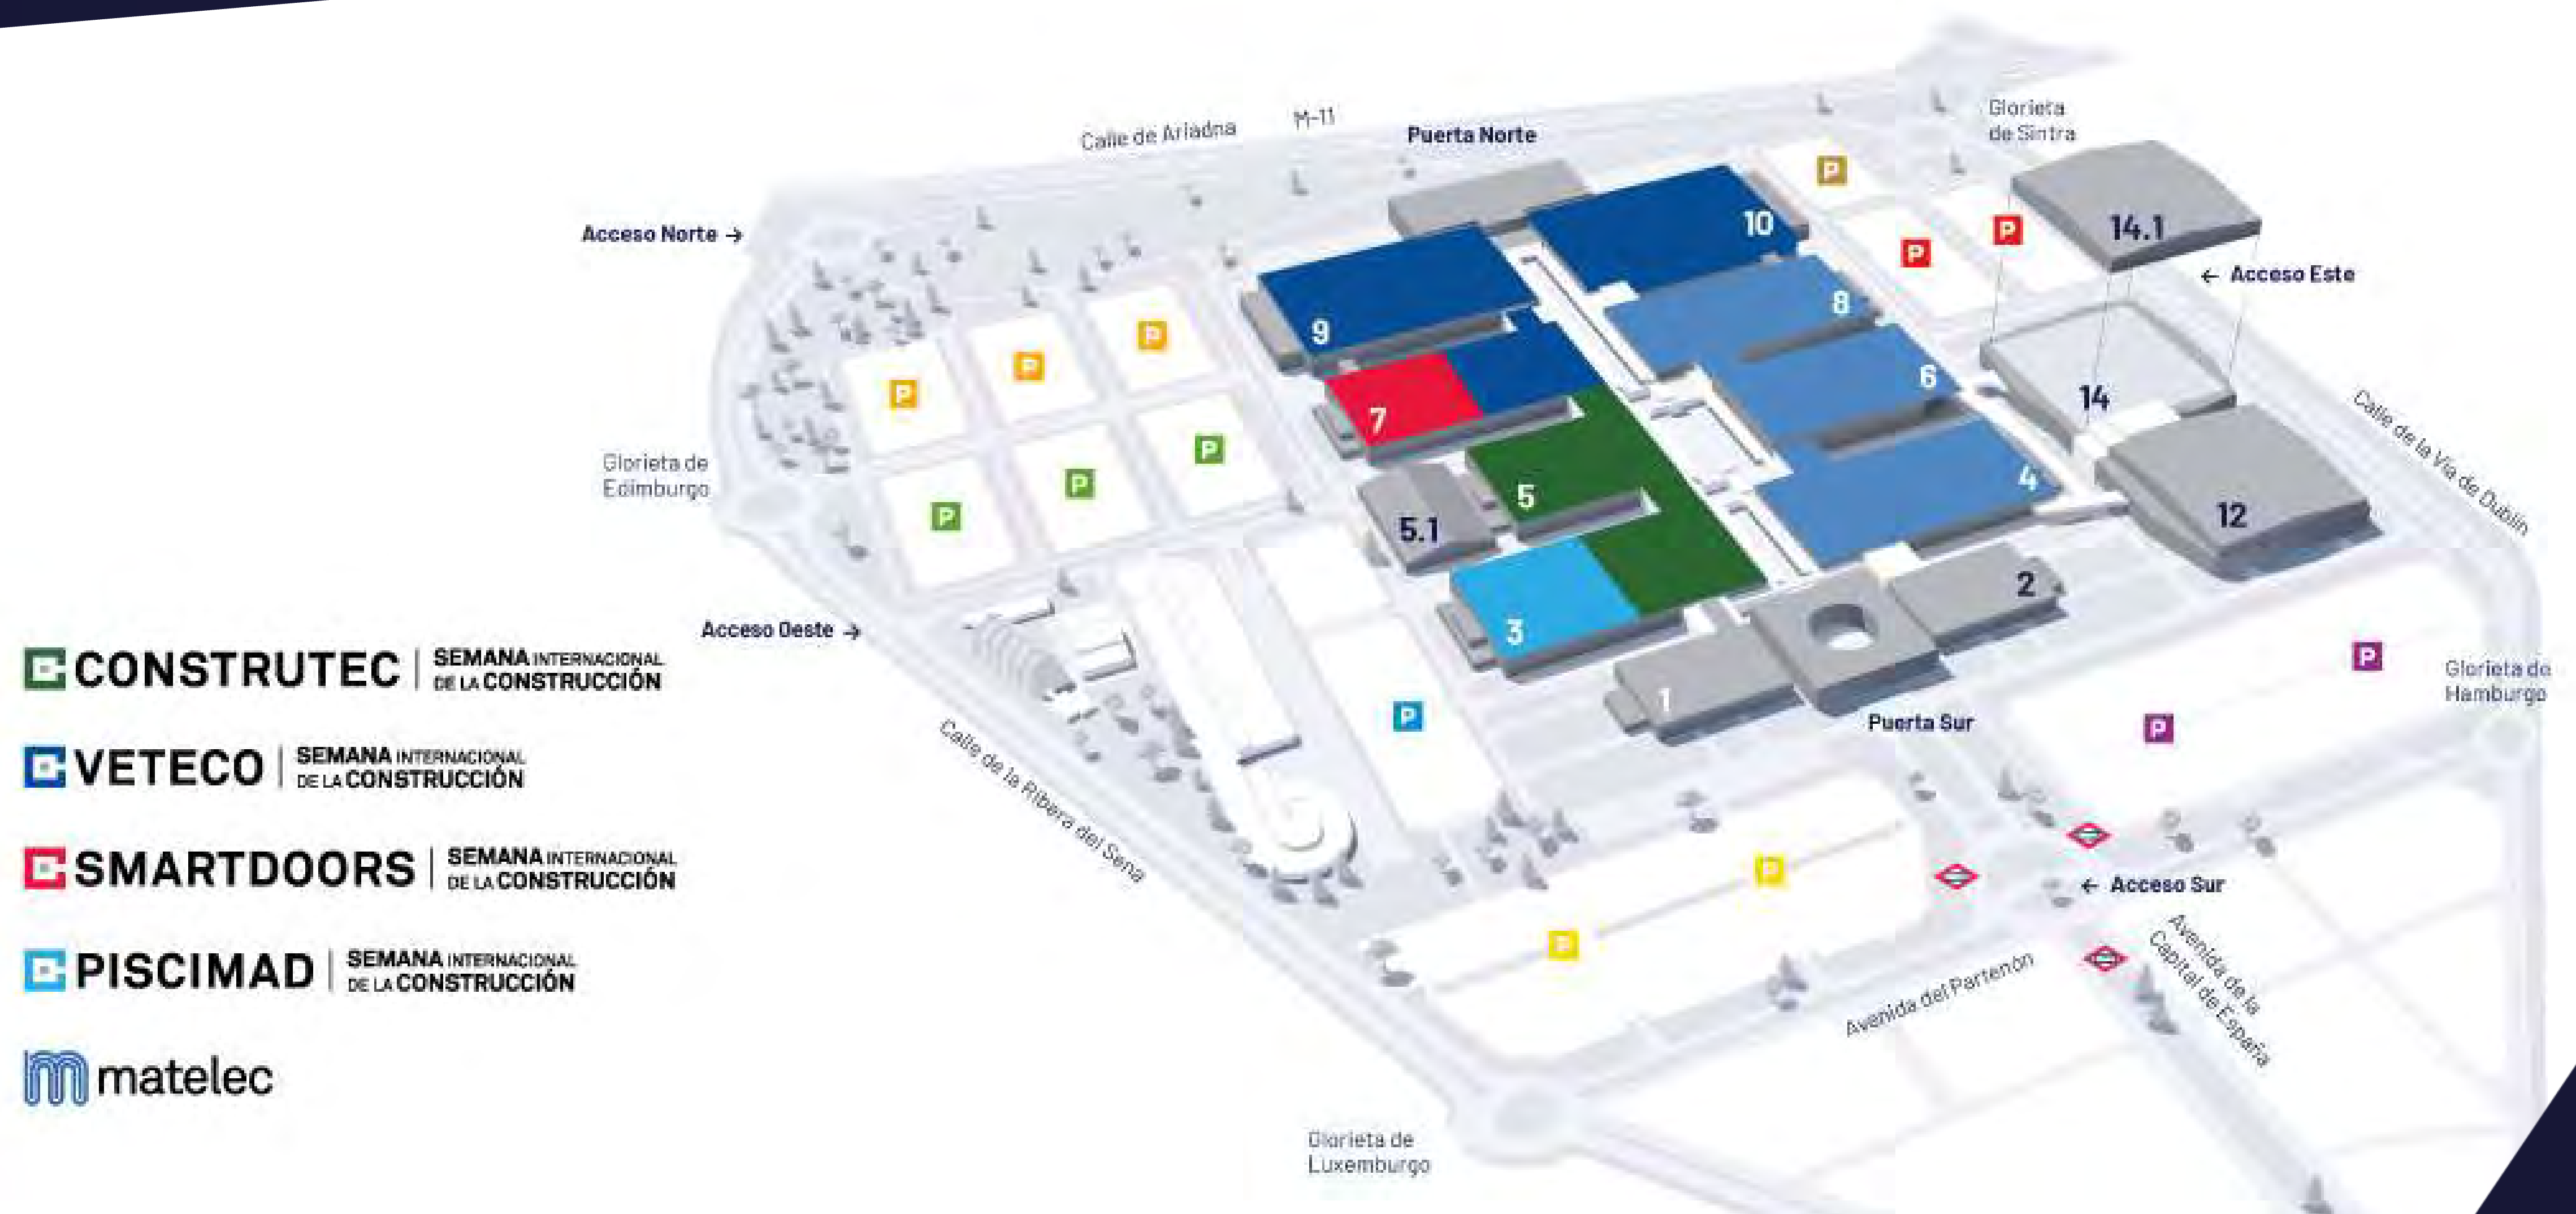 Calle de Ariadna
M-11
Puerta Norte
Glorieta
de Sintra
P
10
14.1
P
P
Acceso Norte →
← Acceso Este
8
9
P
P
P
6
14
7
Calle de la Vía de Dublín
P
P
P
Glorieta de
Edimburgo
5
4
5.1
12
2
Acceso Oeste →
3
P
Glorieta de
Hamburgo
1
P
P
Puerta Sur
Calle de la Ribera del Sena
P
P
← Acceso Sur
Avenida de la
Capital de España
Avenida del Partenón
Glorieta de
Luxemburgo
CONSTRUTEC | SEMANA INTERNACIONAL
DE LA CONSTRUCCIÓN
VETECO | SEMANA INTERNACIONAL
DE LA CONSTRUCCIÓN
SMARTDOORS | SEMANA INTERNACIONAL
DE LA CONSTRUCCIÓN
PISCIMAD | SEMANA INTERNACIONAL
DE LA CONSTRUCCIÓN
m matelec